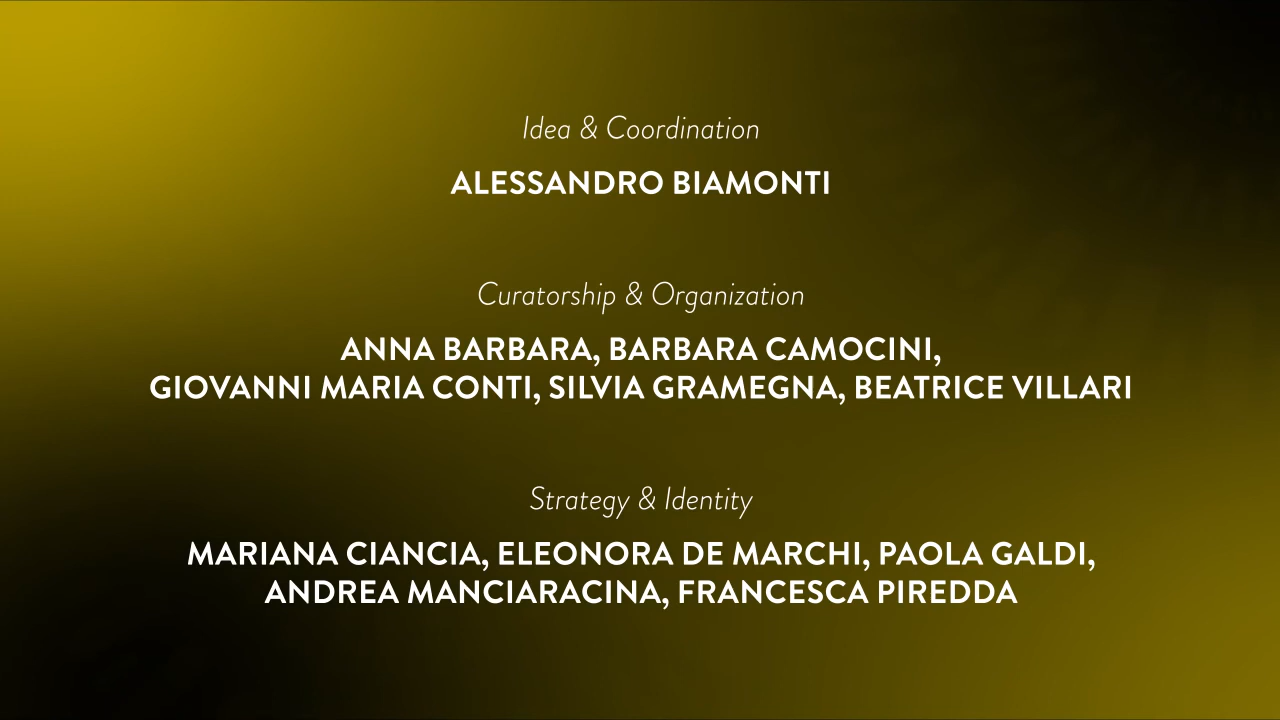 Idea & Coordination
ALESSANDRO BIAMONTI
Curatorship & Organization
ANNA BARBARA, BARBARA CAMOCINI,
GIOVANNI MARIA CONTI, SILVIA GRAMEGNA, BEATRICE VILLARI
Strategy & Identity
MARIANA CIANCIA, ELEONORA DE MARCHI, PAOLA GALDI,
ANDREA MANCIARACINA, FRANCESCA PIREDDA